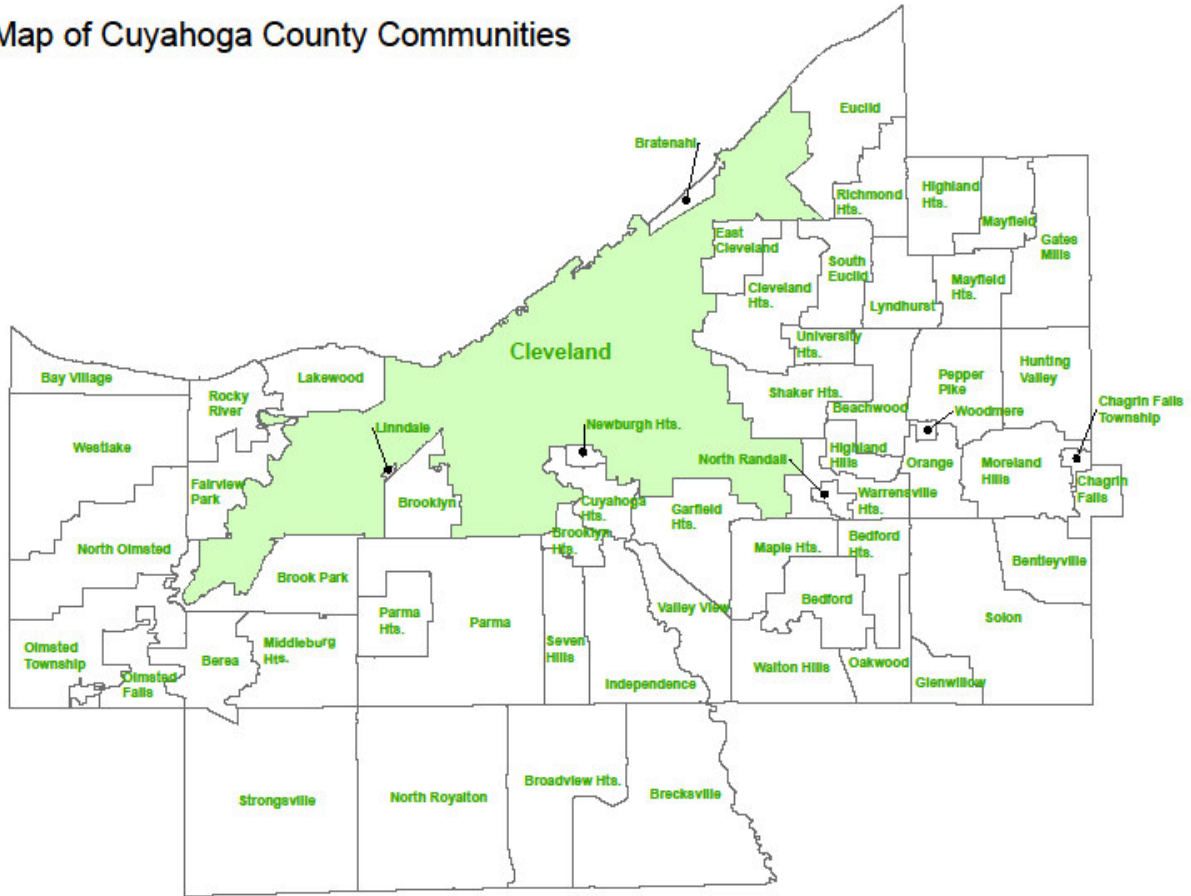 Map of Cuyahoga County Communities
Euclid
Bratenahl
Richmond
Hts.
Highland
Hts.
Mayfield
Gates
Mills
East
Cleveland
South
Euclid
Cleveland
Hts.
Mayfield
Hts.
Lyndhurst
University
Hts.
Cleveland
Bay Village
Lakewood
Rocky
River
Pepper
Pike
Hunting
Valley
Shaker Hts.
Beachwood
Woodmere
Chagrin Falls
Township
Westlake
Linndale
Newburgh Hts.
North Randall
Highland
Hills
Orange
Moreland
Hills
Chagrin
Falls
Fairview
Park
Brooklyn
Cuyahoga
Hts.
Garfield
Hts.
Warrensville
Hts.
Brooklyn
Hts.
North Olmsted
Maple Hts.
Bedford
Hts.
Bentleyville
Brook Park
Parma
Hts.
Parma
Valley View
Bedford
Solon
Olmsted
Township
Olmsted
Falls
Berea
Middleburg
Hts.
Seven
Hills
Independence
Walton Hills
Oakwood
Glenwillow
Strongsville
North Royalton
Broadview Hts.
Brecksville